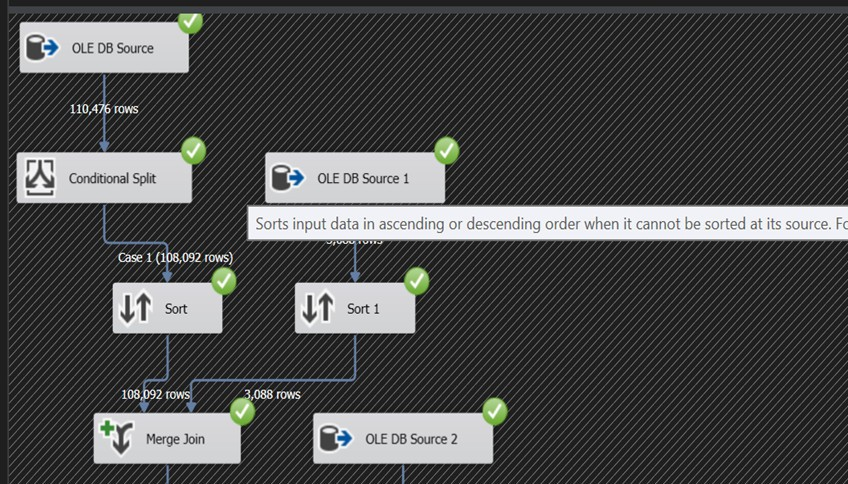 OLE DB Source
110,476 rows
Conditional Split
OLE DB Source 1
Sorts input data in ascending or descending order when it cannot be sorted at its source. Fo
Case 1 (108,092 rows)
Sort
Sort 1
108,092 rows
3,088 rows
Merge Join
OLE DB Source 2